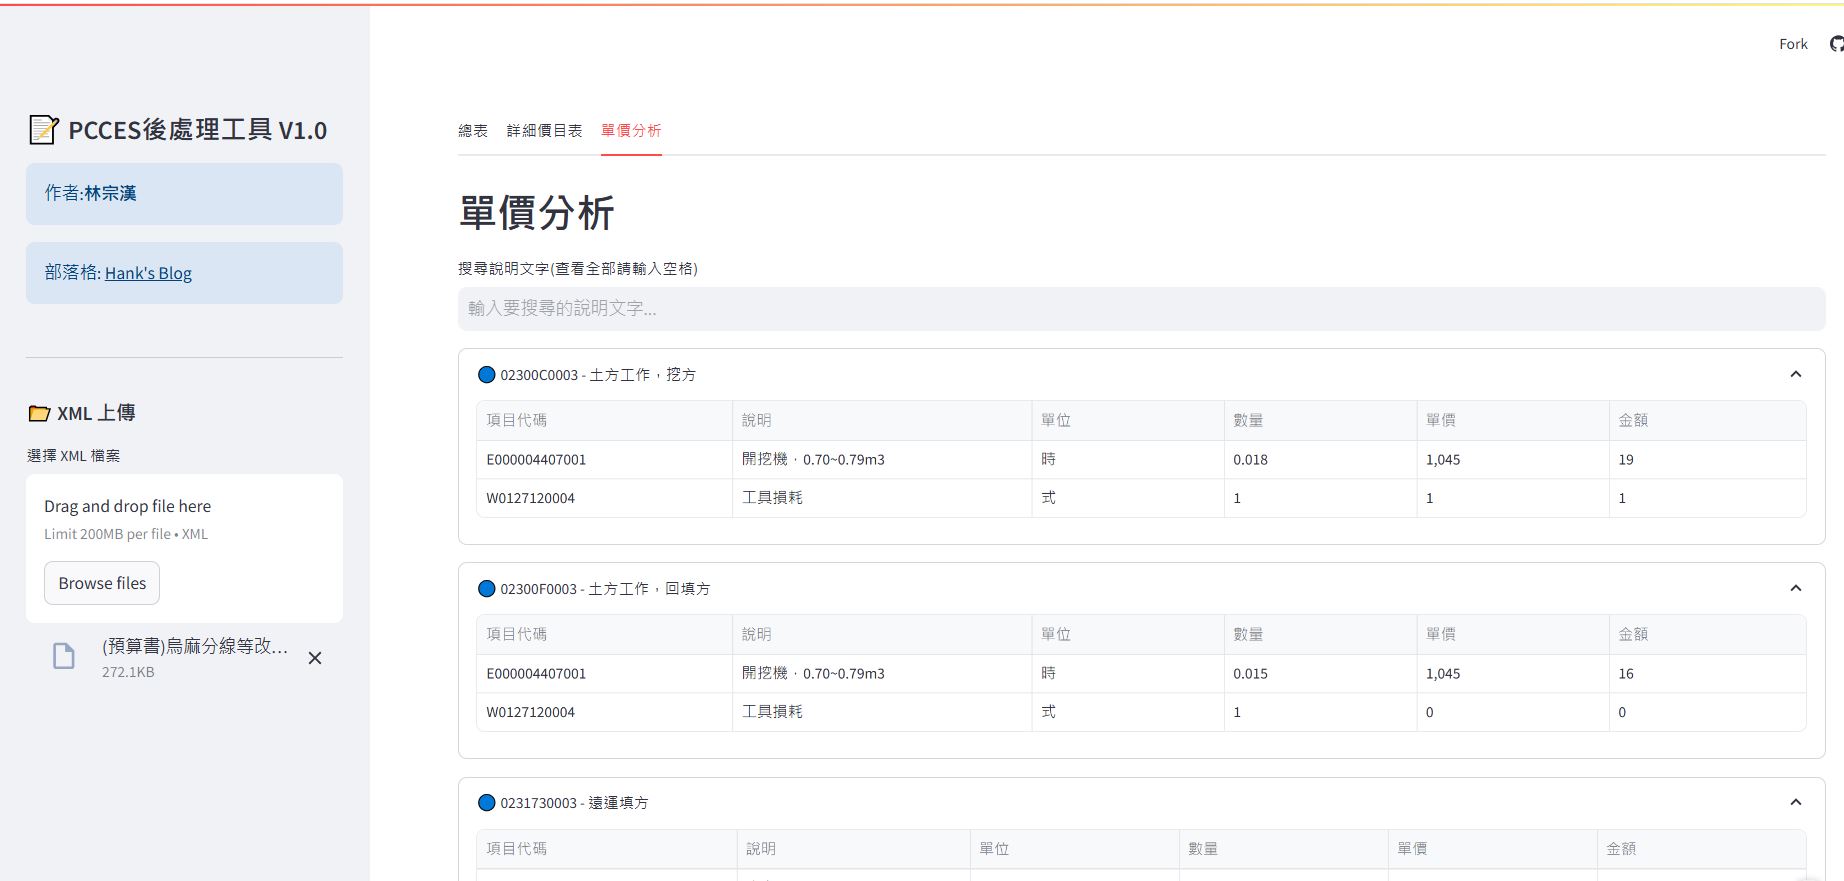 Fork
PCCES後處理工具 V1.0
作者:林宗漢
部落格: Hank's Blog
XML 上傳
選擇 XML 檔案
Drag and drop file here
Limit 200MB per file • XML
Browse files
(預算書)烏麻分線等改...
272.1KB
總表 詳細價目表 單價分析
單價分析
搜尋說明文字(查看全部請輸入空格)
輸入要搜尋的說明文字...
02300C0003 - 土方工作，挖方
項目代碼 說明 單位 數量 單價 金額
E000004407001 開挖機，0.70~0.79m3 時 0.018 1,045 19
W0127120004 工具損耗 式 1 1 1
02300F0003 - 土方工作，回填方
項目代碼 說明 單位 數量 單價 金額
E000004407001 開挖機，0.70~0.79m3 時 0.015 1,045 16
W0127120004 工具損耗 式 1 0 0
0231730003 - 遠運填方
項目代碼 說明 單位 數量 單價 金額